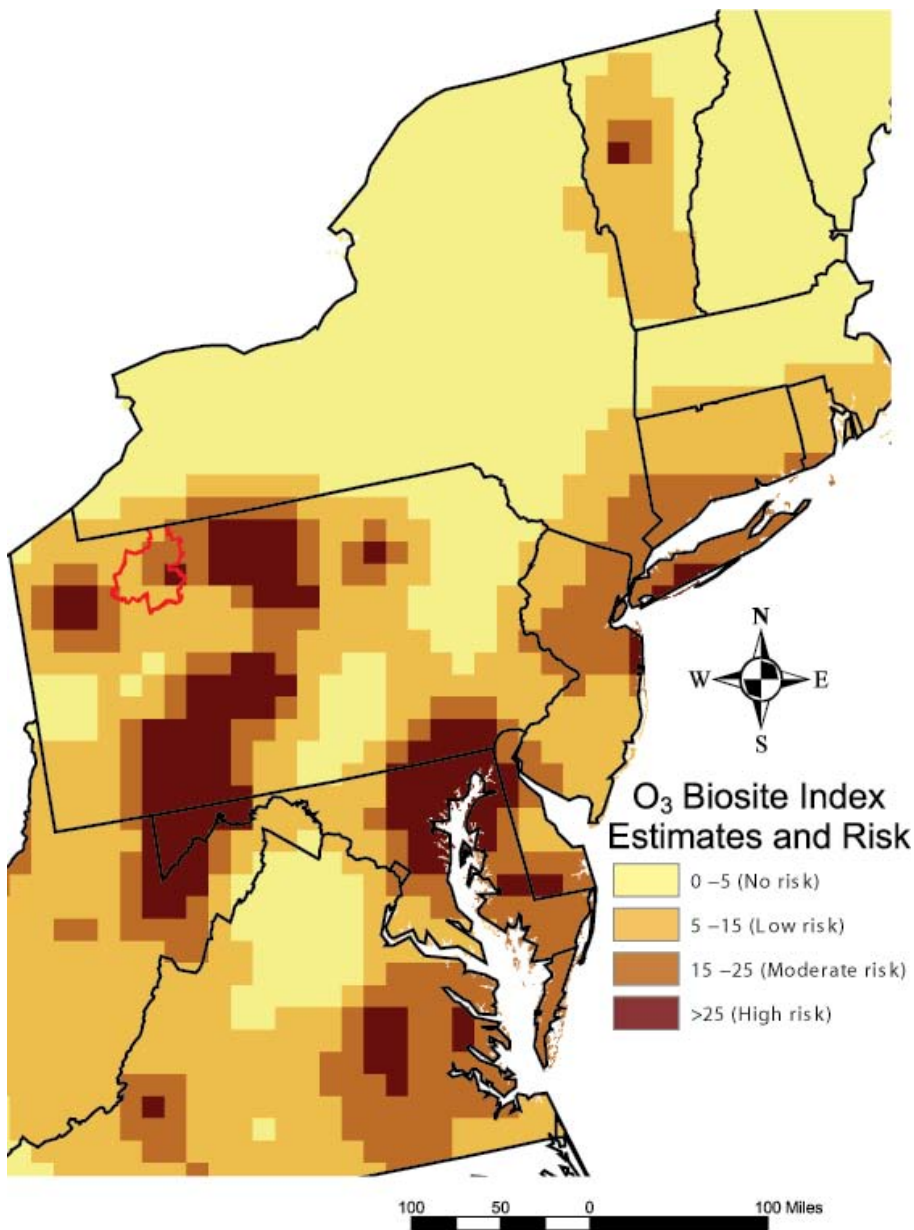 N
W E
S
O₃ Biosite Index
Estimates and Risk
0 –5 (No risk)
5 –15 (Low risk)
15 –25 (Moderate risk)
>25 (High risk)
100 50 0 100 Miles